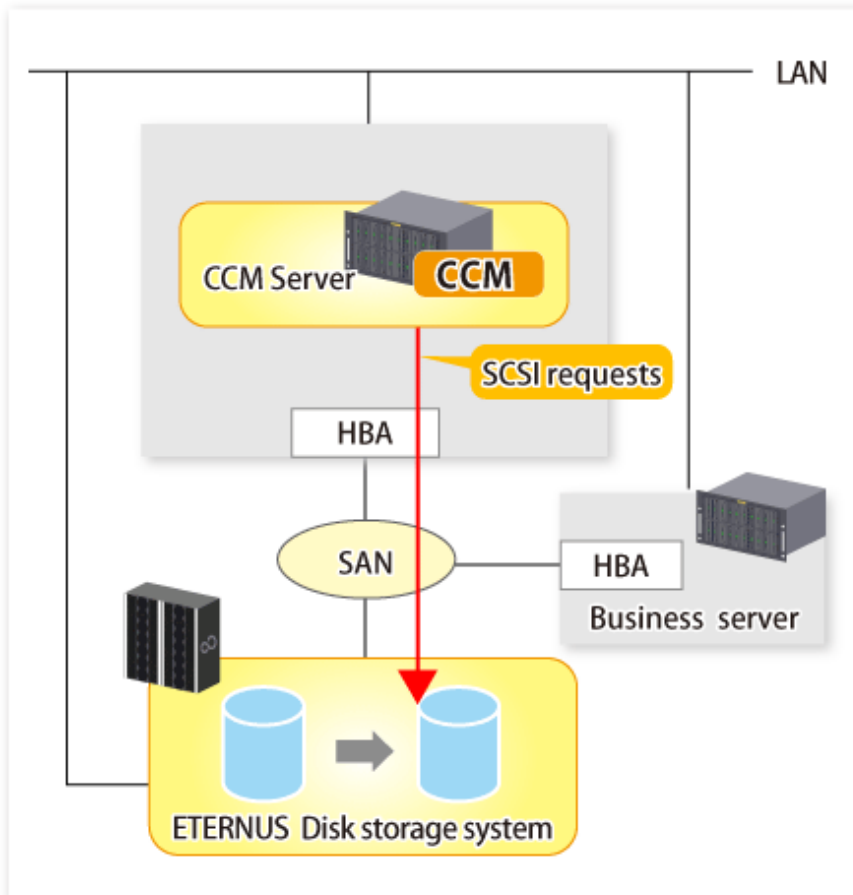 LAN
CCM Server
CCM
SCSI requests
HBA
SAN
HBA
Business server
ETERNUS Disk storage system